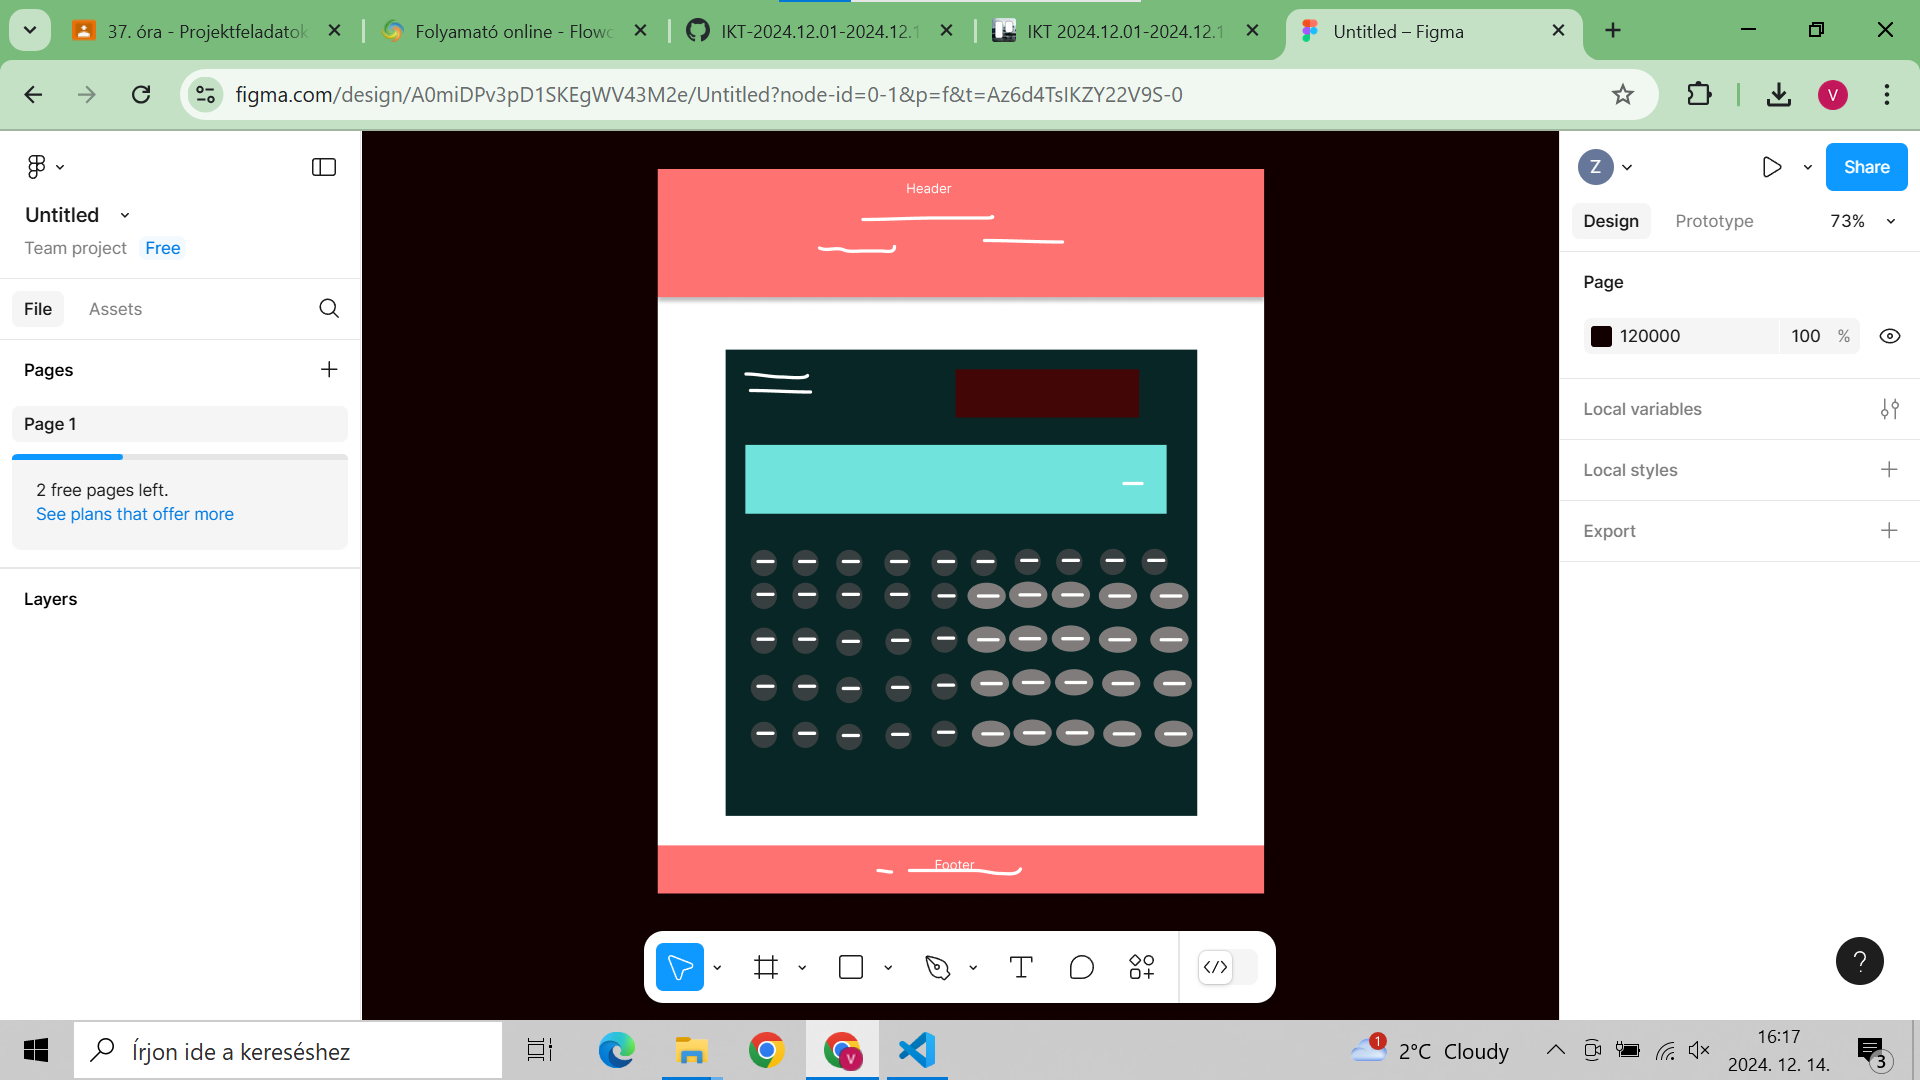 37. óra - Projektfeladatok
Folyamató online - Flowc
IKT-2024.12.01-2024.12.1
IKT 2024.12.01-2024.12.1
Untitled – Figma
figma.com/design/A0miDPv3pD1SKEgWV43M2e/Untitled?node-id=0-1&p=f&t=Az6d4TsIKZY22V9S-0
V
Untitled
Team project Free
File Assets
Pages
Page 1
2 free pages left.
See plans that offer more
Layers
Header
Footer
Z
Share
Design Prototype 73%
Page
120000 100 %
Local variables
Local styles
Export
?
Írjon ide a kereséshez
V
1
2°C Cloudy
16:17
2024. 12. 14.
3